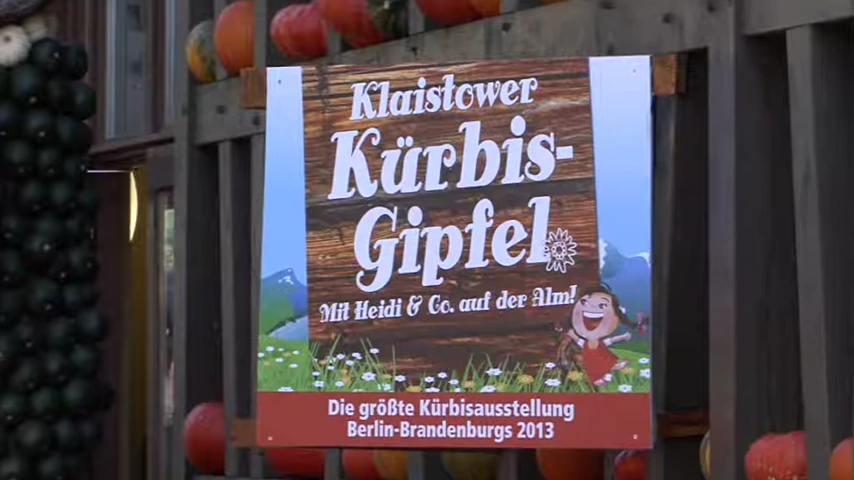 Klaistower
Kürbis-
Gipfel
Mit Heidi & Co. auf der Alm!
Die größte Kürbisausstellung
Berlin-Brandenburgs 2013